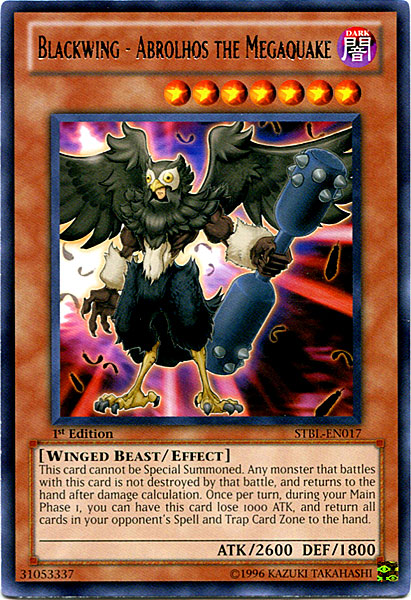 BLACKWING - ABROLHOS THE MEGAQUAKE
DARK
闇
1st Edition
STBL-EN017
[WINGED BEAST/EFFECT]
This card cannot be Special Summoned. Any monster that battles
with this card is not destroyed by that battle, and returns to
the hand after damage calculation. Once per turn, during your Main
Phase 1, you can have this card lose 1000 ATK, and return all
cards in your opponent's Spell and Trap Card Zone to the hand.
ATK/2600 DEF/1800
31053337
©1996 KAZUKI TAKAHASHI